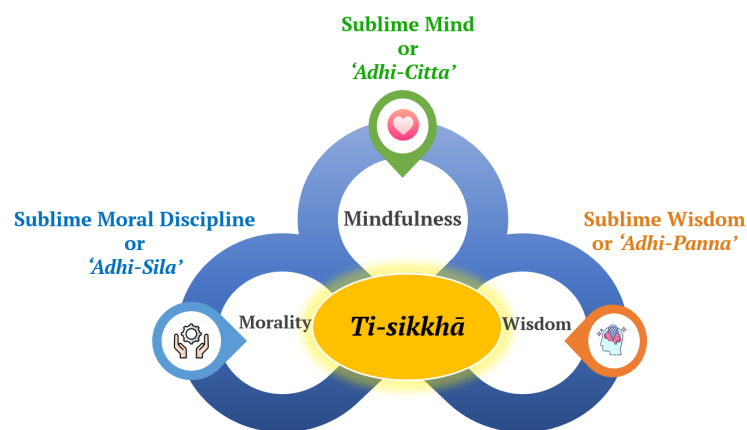 Sublime Mind
or
‘Adhi-Citta’
Mindfulness
Sublime Moral Discipline
or
‘Adhi-Sila’
Sublime Wisdom
or ‘Adhi-Panna’
Morality
Ti-sikkhā
Wisdom